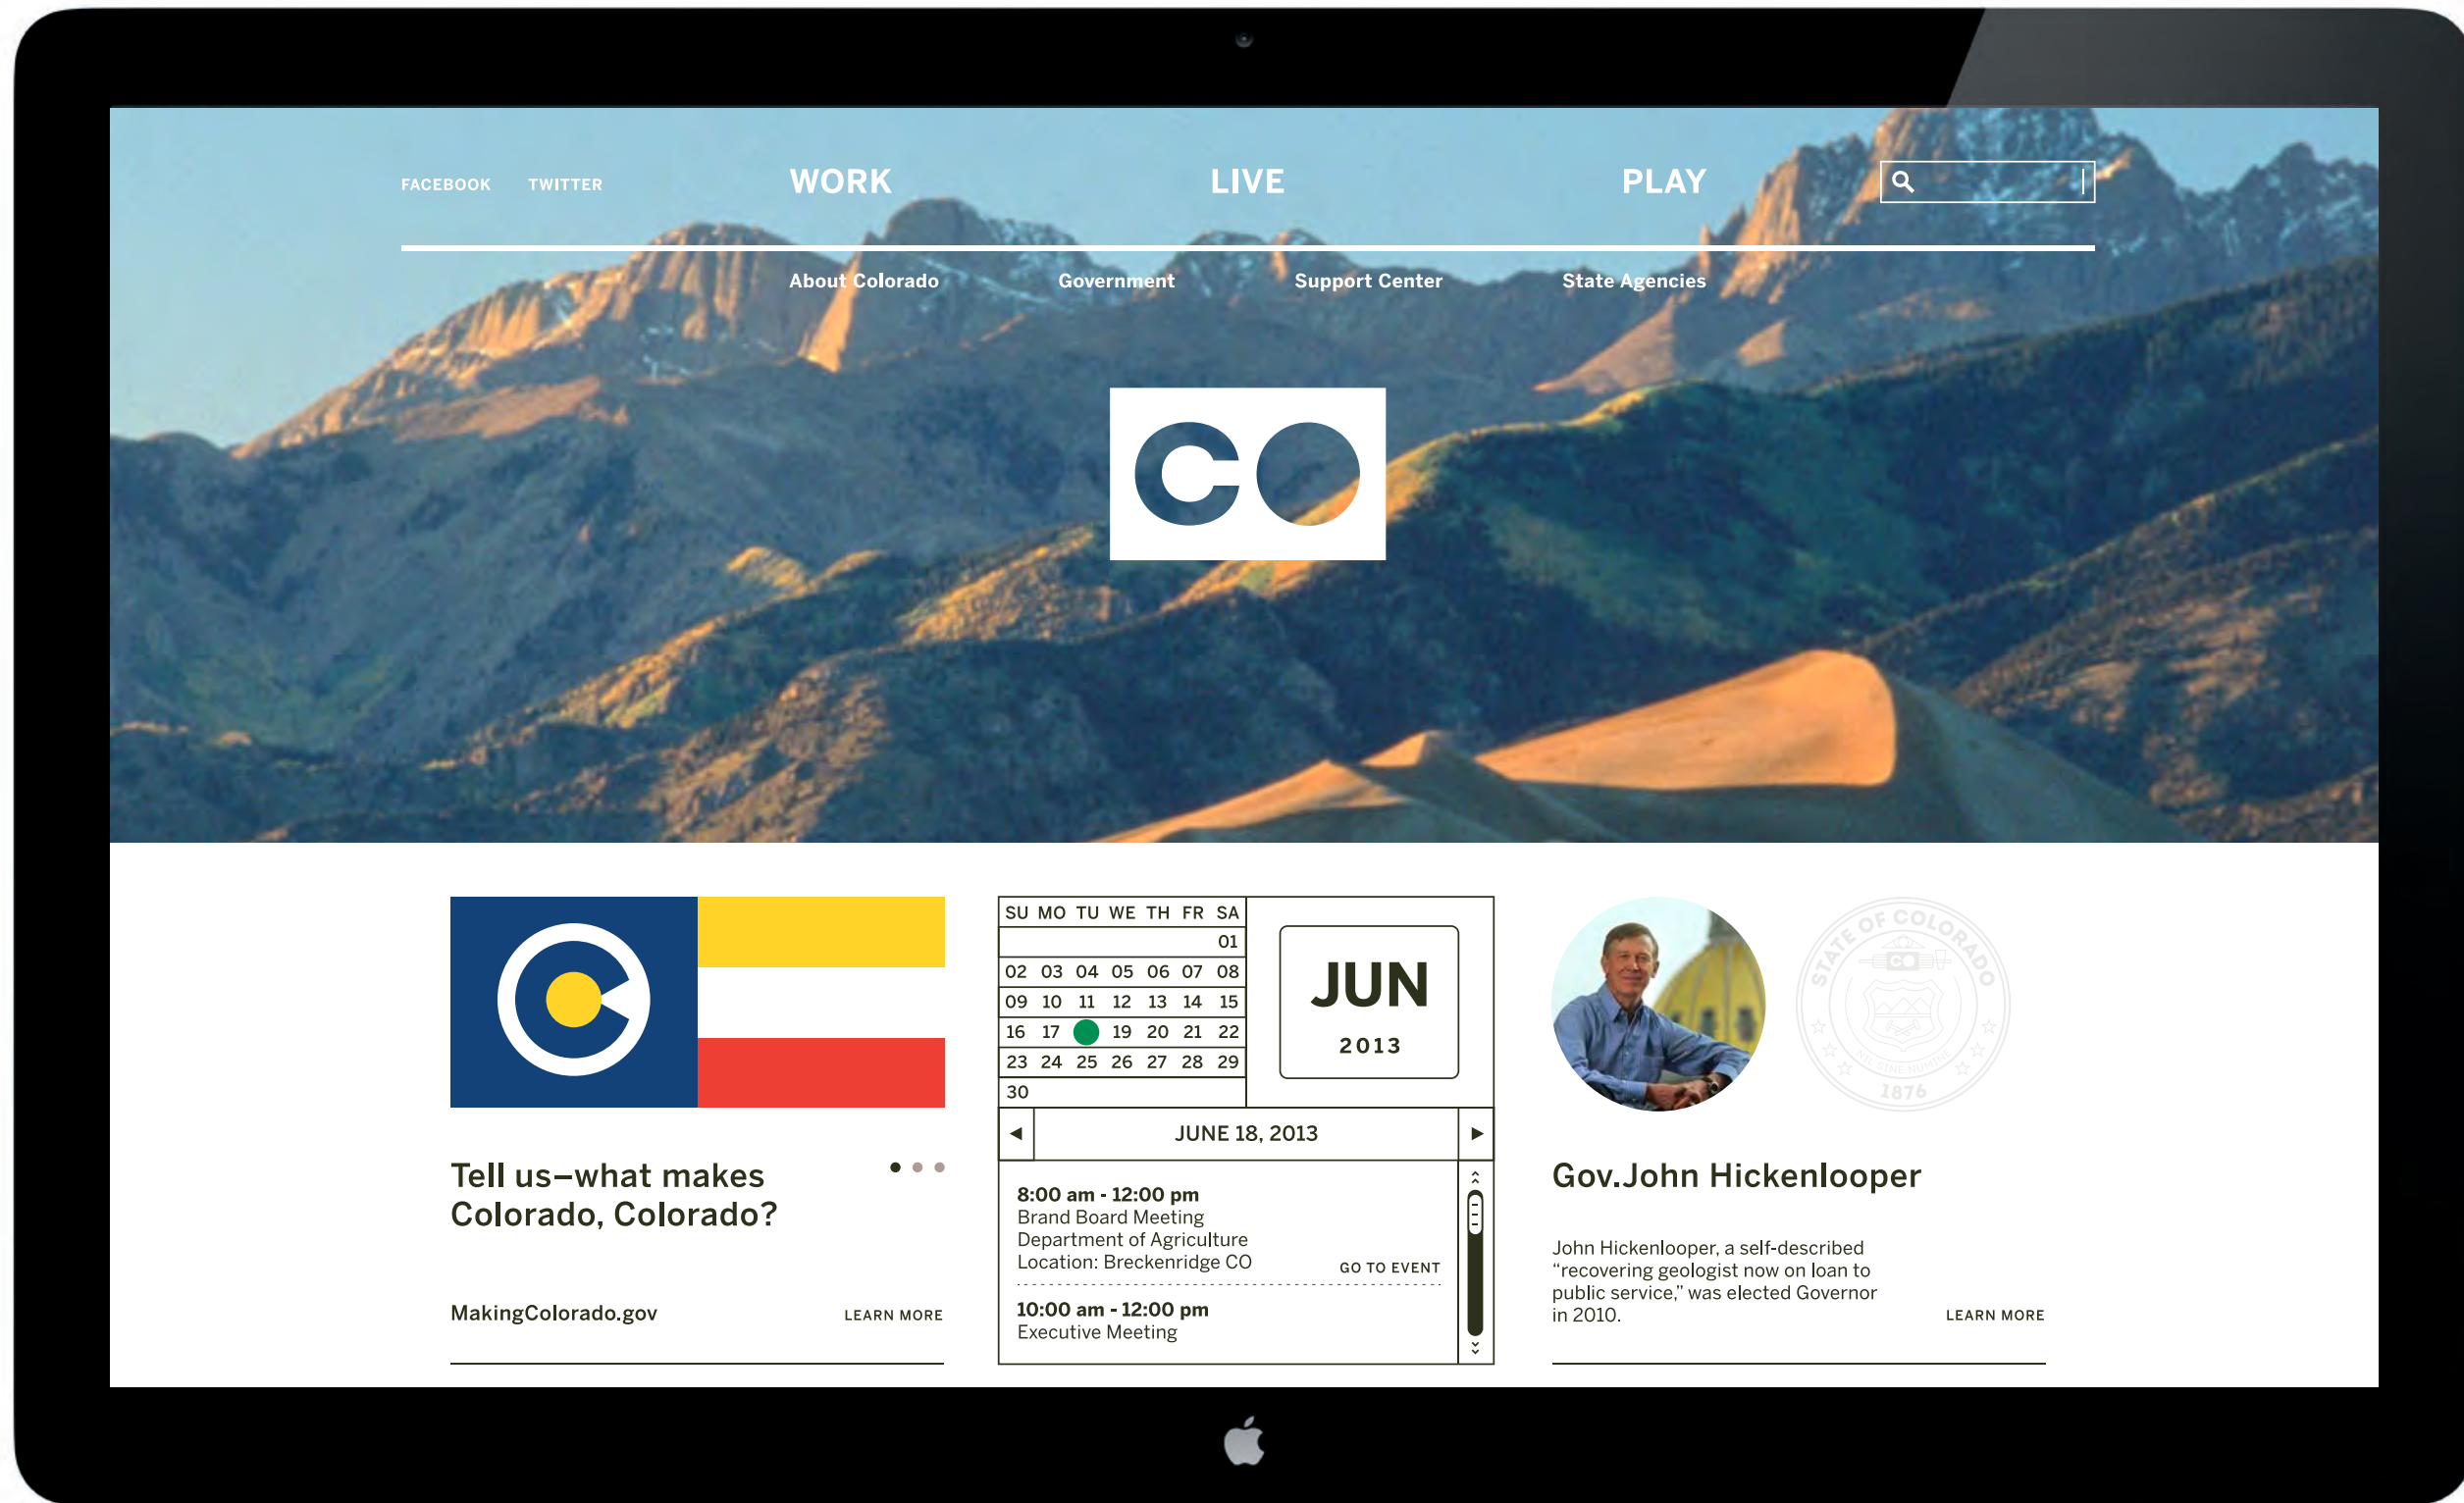 FACEBOOK TWITTER WORK LIVE PLAY
About Colorado Government Support Center State Agencies
CO
Tell us–what makes
Colorado, Colorado?
MakingColorado.gov LEARN MORE
SU MO TU WE TH FR SA
01
02 03 04 05 06 07 08
09 10 11 12 13 14 15
16 17 19 20 21 22
23 24 25 26 27 28 29
30
JUN
2013
JUNE 18, 2013
8:00 am - 12:00 pm
Brand Board Meeting
Department of Agriculture
Location: Breckenridge CO
GO TO EVENT
10:00 am - 12:00 pm
Executive Meeting
STATE OF COLORADO
CO
NIL SINE NUMINE
1876
Gov.John Hickenlooper
John Hickenlooper, a self-described
“recovering geologist now on loan to
public service,” was elected Governor
in 2010.
LEARN MORE